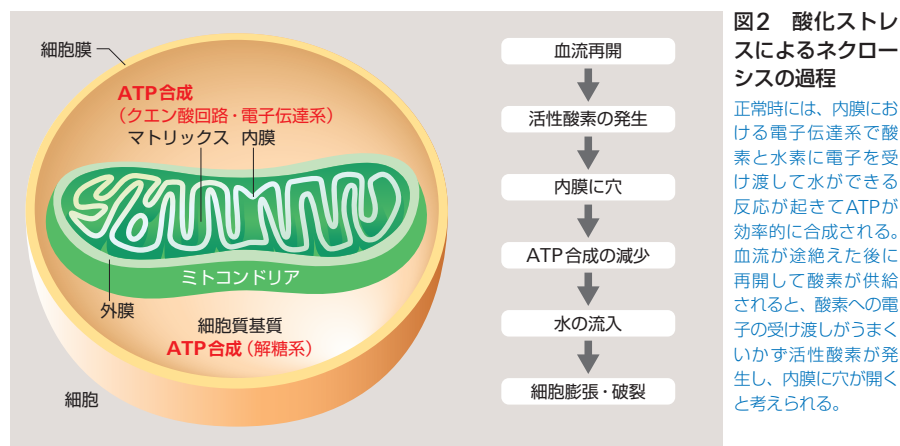 細胞膜
ATP合成
（クエン酸回路・電子伝達系）
マトリックス 内膜
ミトコンドリア
外膜
細胞質基質
ATP合成（解糖系）
細胞
血流再開
活性酸素の発生
内膜に穴
ATP合成の減少
水の流入
細胞膨張・破裂
図2 酸化ストレ
スによるネクロー
シスの過程
正常時には、内膜にお
ける電子伝達系で酸
素と水素に電子を受
け渡して水ができる
反応が起きてATPが
効率的に合成される。
血流が途絶えた後に
再開して酸素が供給
されると、酸素への電
子の受け渡しがうまく
いかず活性酸素が発
生し、内膜に穴が開く
と考えられる。